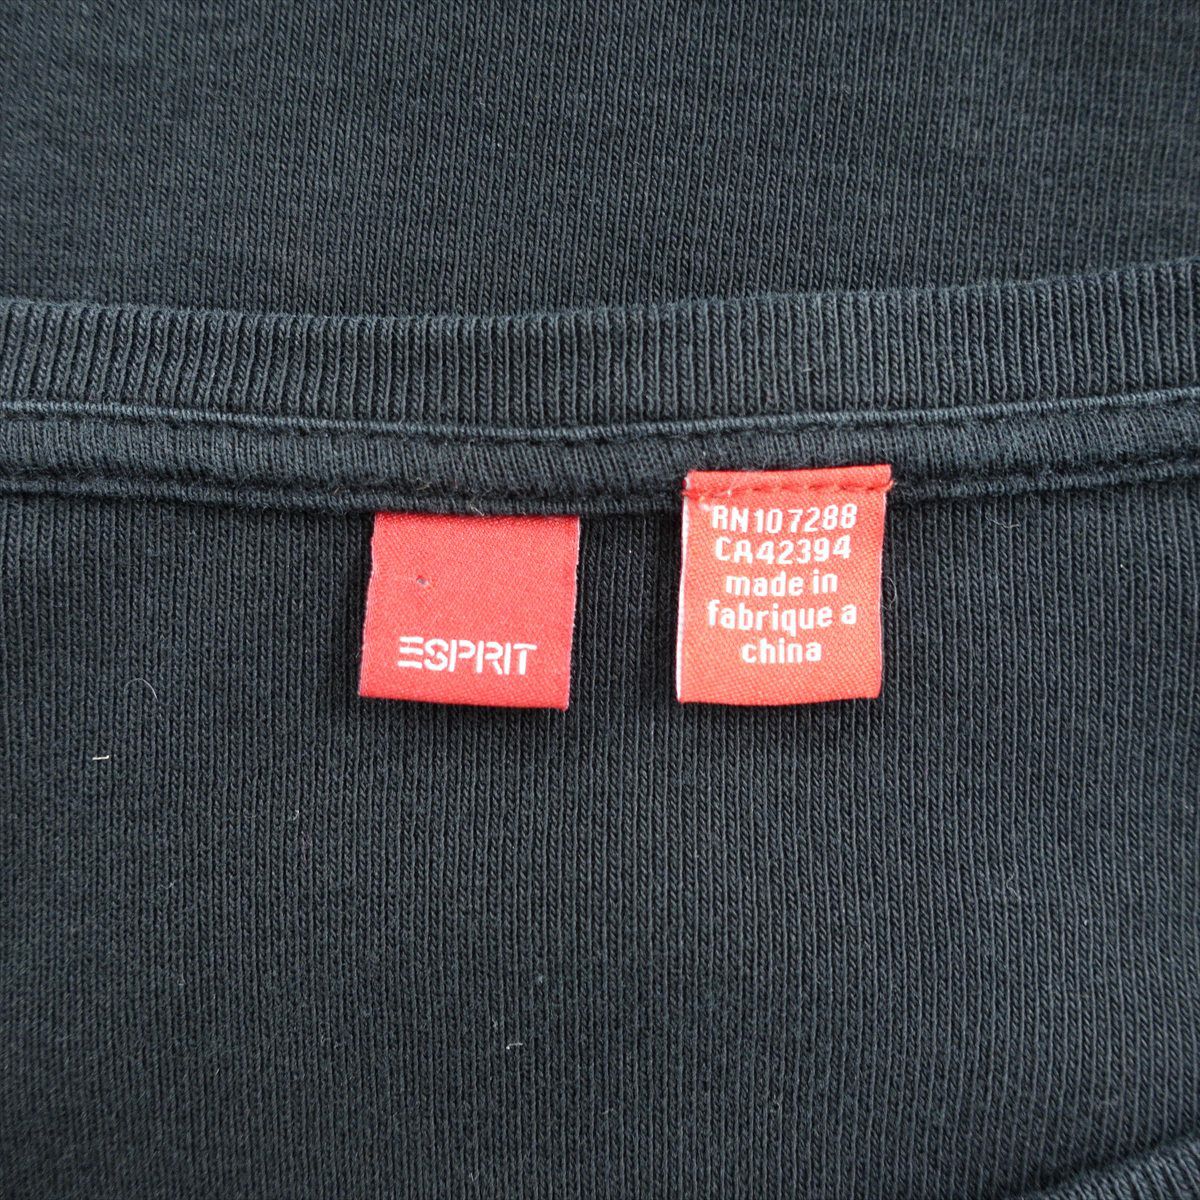 ESPRIT
RN107288
CA42394
made in
fabrique a
china